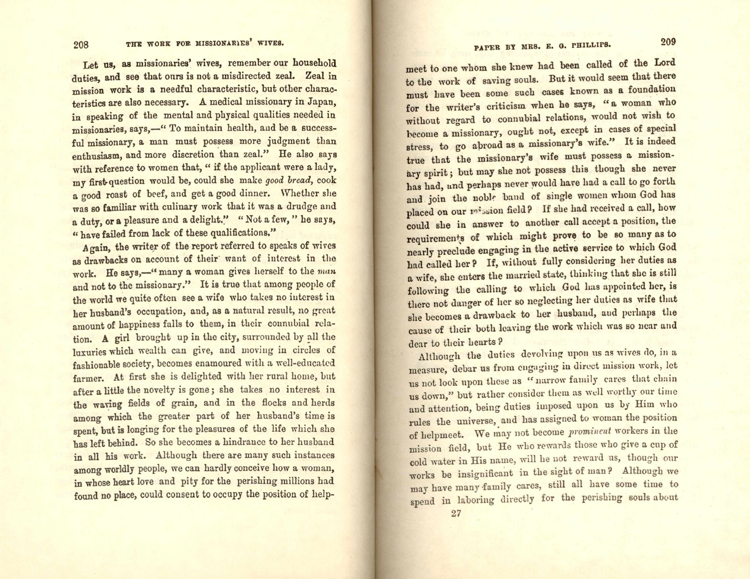 208 THE WORK FOR MISSIONARIES' WIVES.
Let us, as missionaries' wives, remember our household
duties, and see that ours is not a misdirected zeal. Zeal in
mission work is a needful characteristic, but other charac-
teristics are also necessary. A medical missionary in Japan,
in speaking of the mental and physical qualities needed in
missionaries, says,—"To maintain health, and be a success-
ful missionary, a man must possess more judgment than
enthusiasm, and more discretion than zeal." He also says
with reference to women that, "if the applicant were a lady,
my first question would be, could she make good bread, cook
a good roast of beef, and get a good dinner. Whether she
was so familiar with culinary work that it was a drudge and
a duty, or a pleasure and a delight." "Not a few," he says,
"have failed from lack of these qualifications."
Again, the writer of the report referred to speaks of wives
as drawbacks on account of their want of interest in the
work. He says,—"many a woman gives herself to the man
and not to the missionary." It is true that among people of
the world we quite often see a wife who takes no interest in
her husband's occupation, and, as a natural result, no great
amount of happiness falls to them, in their connubial rela-
tion. A girl brought up in the city, surrounded by all the
luxuries which wealth can give, and moving in circles of
fashionable society, becomes enamoured with a well-educated
farmer. At first she is delighted with her rural home, but
after a little the novelty is gone; she takes no interest in
the waving fields of grain, and in the flocks and herds
among which the greater part of her husband's time is
spent, but is longing for the pleasures of the life which she
has left behind. So she becomes a hindrance to her husband
in all his work. Although there are many such instances
among worldly people, we can hardly conceive how a woman,
in whose heart love and pity for the perishing millions had
found no place, could consent to occupy the position of help-
PAPER BY MRS. E. G. PHILLIPS. 209
meet to one whom she knew had been called of the Lord
to the work of saving souls. But it would seem that there
must have been some such cases known as a foundation
for the writer's criticism when he says, "a woman who
without regard to connubial relations, would not wish to
become a missionary, ought not, except in cases of special
stress, to go abroad as a missionary's wife." It is indeed
true that the missionary's wife must possess a mission-
ary spirit; but may she not possess this though she never
has had, and perhaps never would have had a call to go forth
and join the noble band of single women whom God has
placed on our mission field? If she had received a call, how
could she in answer to another call accept a position, the
requirements of which might prove to be so many as to
nearly preclude engaging in the active service to which God
had called her? If, without fully considering her duties as
a wife, she enters the married state, thinking that she is still
following the calling to which God has appointed her, is
there not danger of her so neglecting her duties as wife that
she becomes a drawback to her husband, and perhaps the
cause of their both leaving the work which was so near and
dear to their hearts?
Although the duties devolving upon us as wives do, in a
measure, debar us from engaging in direct mission work, let
us not look upon these as "narrow family cares that chain
us down," but rather consider them as well worthy our time
and attention, being duties imposed upon us by Him who
rules the universe, and has assigned to woman the position
of helpmeet. We may not become prominent workers in the
mission field, but He who rewards those who give a cup of
cold water in His name, will he not reward us, though our
works be insignificant in the sight of man? Although we
may have many family cares, still all have some time to
spend in laboring directly for the perishing souls about
27